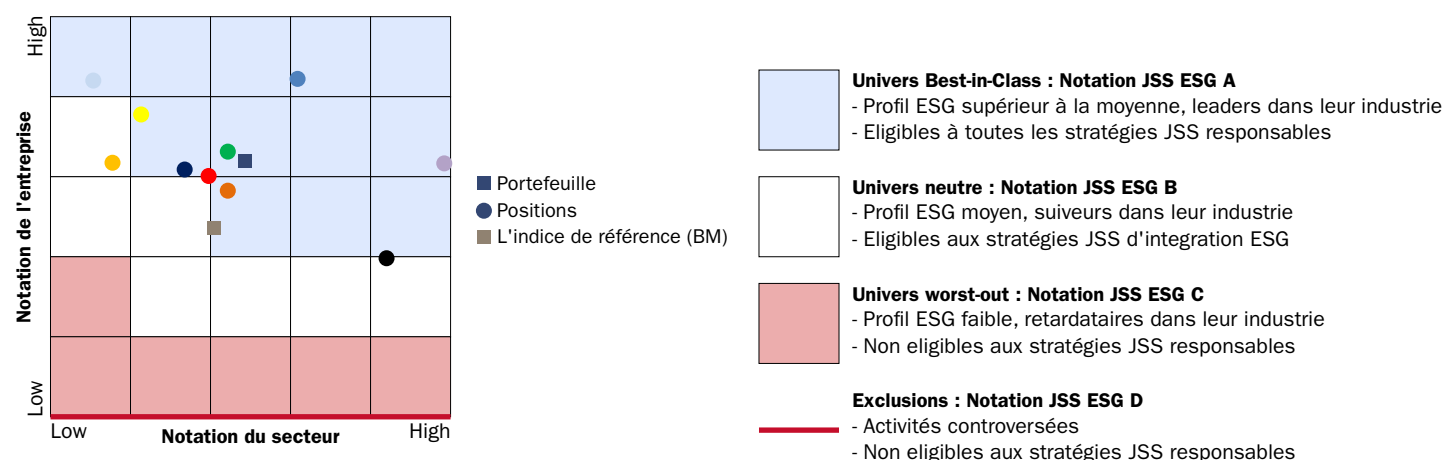 High
Notation de l'entreprise
Low
Low
Notation du secteur
High
Portefeuille
Positions
L'indice de référence (BM)
Univers Best-in-Class : Notation JSS ESG A
- Profil ESG supérieur à la moyenne, leaders dans leur industrie
- Eligibles à toutes les stratégies JSS responsables
Univers neutre : Notation JSS ESG B
- Profil ESG moyen, suiveurs dans leur industrie
- Eligibles aux stratégies JSS d'integration ESG
Univers worst-out : Notation JSS ESG C
- Profil ESG faible, retardataires dans leur industrie
- Non eligibles aux stratégies JSS responsables
Exclusions : Notation JSS ESG D
- Activités controversées
- Non eligibles aux stratégies JSS responsables